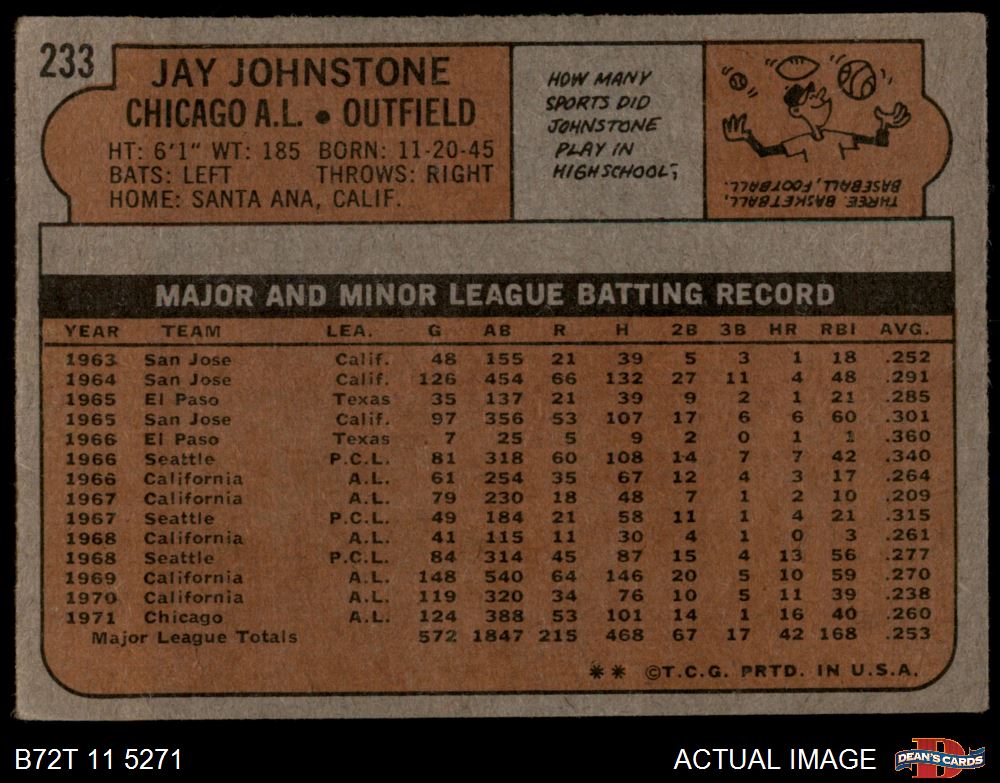 233
JAY JOHNSTONE
CHICAGO A.L. • OUTFIELD
HT: 6'1" WT: 185 BORN: 11-20-45
BATS: LEFT THROWS: RIGHT
HOME: SANTA ANA, CALIF.
HOW MANY
SPORTS DID
JOHNSTONE
PLAY IN
HIGH SCHOOL?
THREE. BASKETBALL,
BASEBALL, FOOTBALL.
MAJOR AND MINOR LEAGUE BATTING RECORD
YEAR TEAM LEA. G AB R H 2B 3B HR RBI AVG.
1963 San Jose Calif. 48 155 21 39 5 3 1 18 .252
1964 San Jose Calif. 126 454 66 132 27 11 4 48 .291
1965 El Paso Texas 35 137 21 39 9 2 1 21 .285
1965 San Jose Calif. 97 356 53 107 17 6 6 60 .301
1966 El Paso Texas 7 25 5 9 2 0 1 1 .360
1966 Seattle P.C.L. 81 318 60 108 14 7 7 42 .340
1966 California A.L. 61 254 35 67 12 4 3 17 .264
1967 California A.L. 79 230 18 48 7 1 2 10 .209
1967 Seattle P.C.L. 49 184 21 58 11 1 4 21 .315
1968 California A.L. 41 115 11 30 4 1 0 3 .261
1968 Seattle P.C.L. 84 314 45 87 15 4 13 56 .277
1969 California A.L. 148 540 64 146 20 5 10 59 .270
1970 California A.L. 119 320 34 76 10 5 11 39 .238
1971 Chicago A.L. 124 388 53 101 14 1 16 40 .260
Major League Totals 572 1847 215 468 67 17 42 168 .253
** ©T.C.G. PRTD. IN U.S.A.
B72T 11 5271
ACTUAL IMAGE
D
DEAN'S CARDS